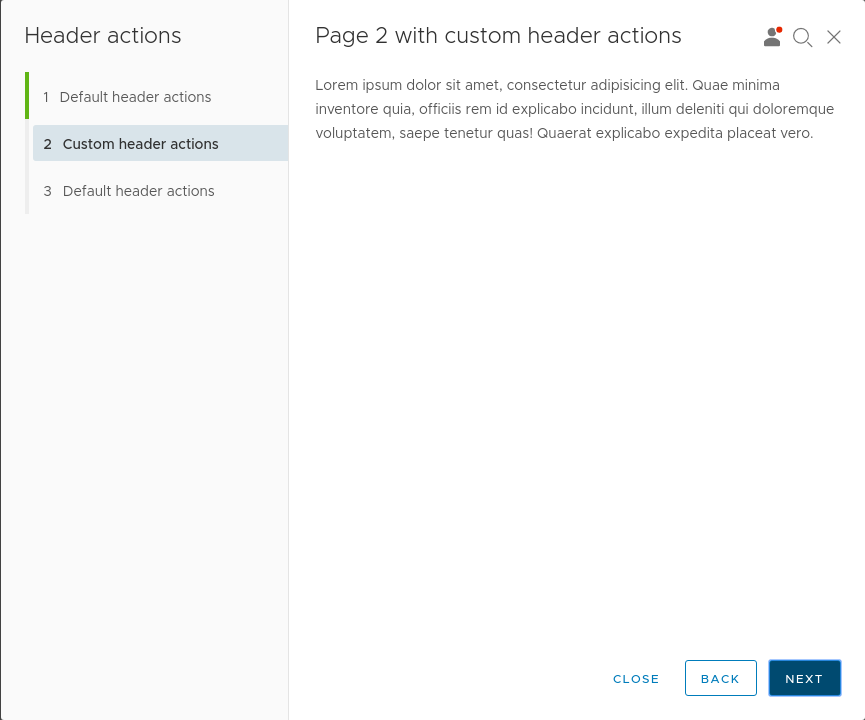 Header actions
1 Default header actions
2 Custom header actions
3 Default header actions
Page 2 with custom header actions
Lorem ipsum dolor sit amet, consectetur adipisicing elit. Quae minima
inventore quia, officiis rem id explicabo incidunt, illum deleniti qui doloremque
voluptatem, saepe tenetur quas! Quaerat explicabo expedita placeat vero.
CLOSE
BACK
NEXT